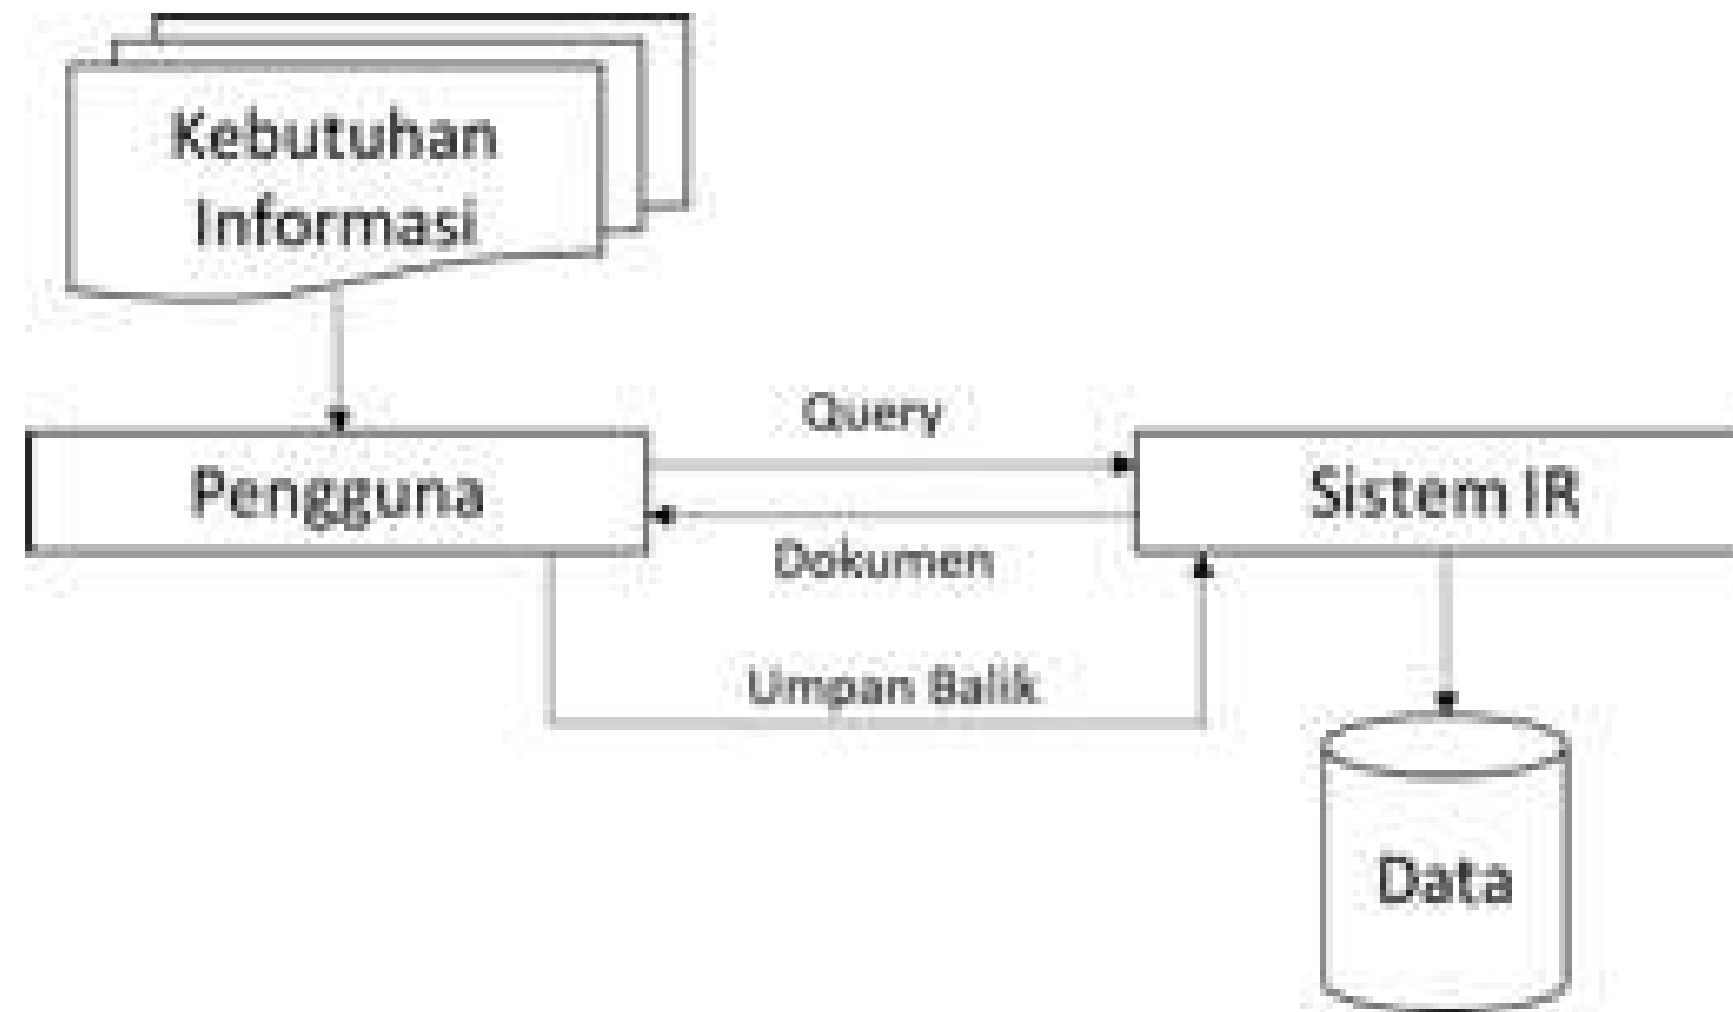 Kebutuhan
Informasi
Query
Pengguna
Sistem IR
Dokumen
Umpan Balik
Data